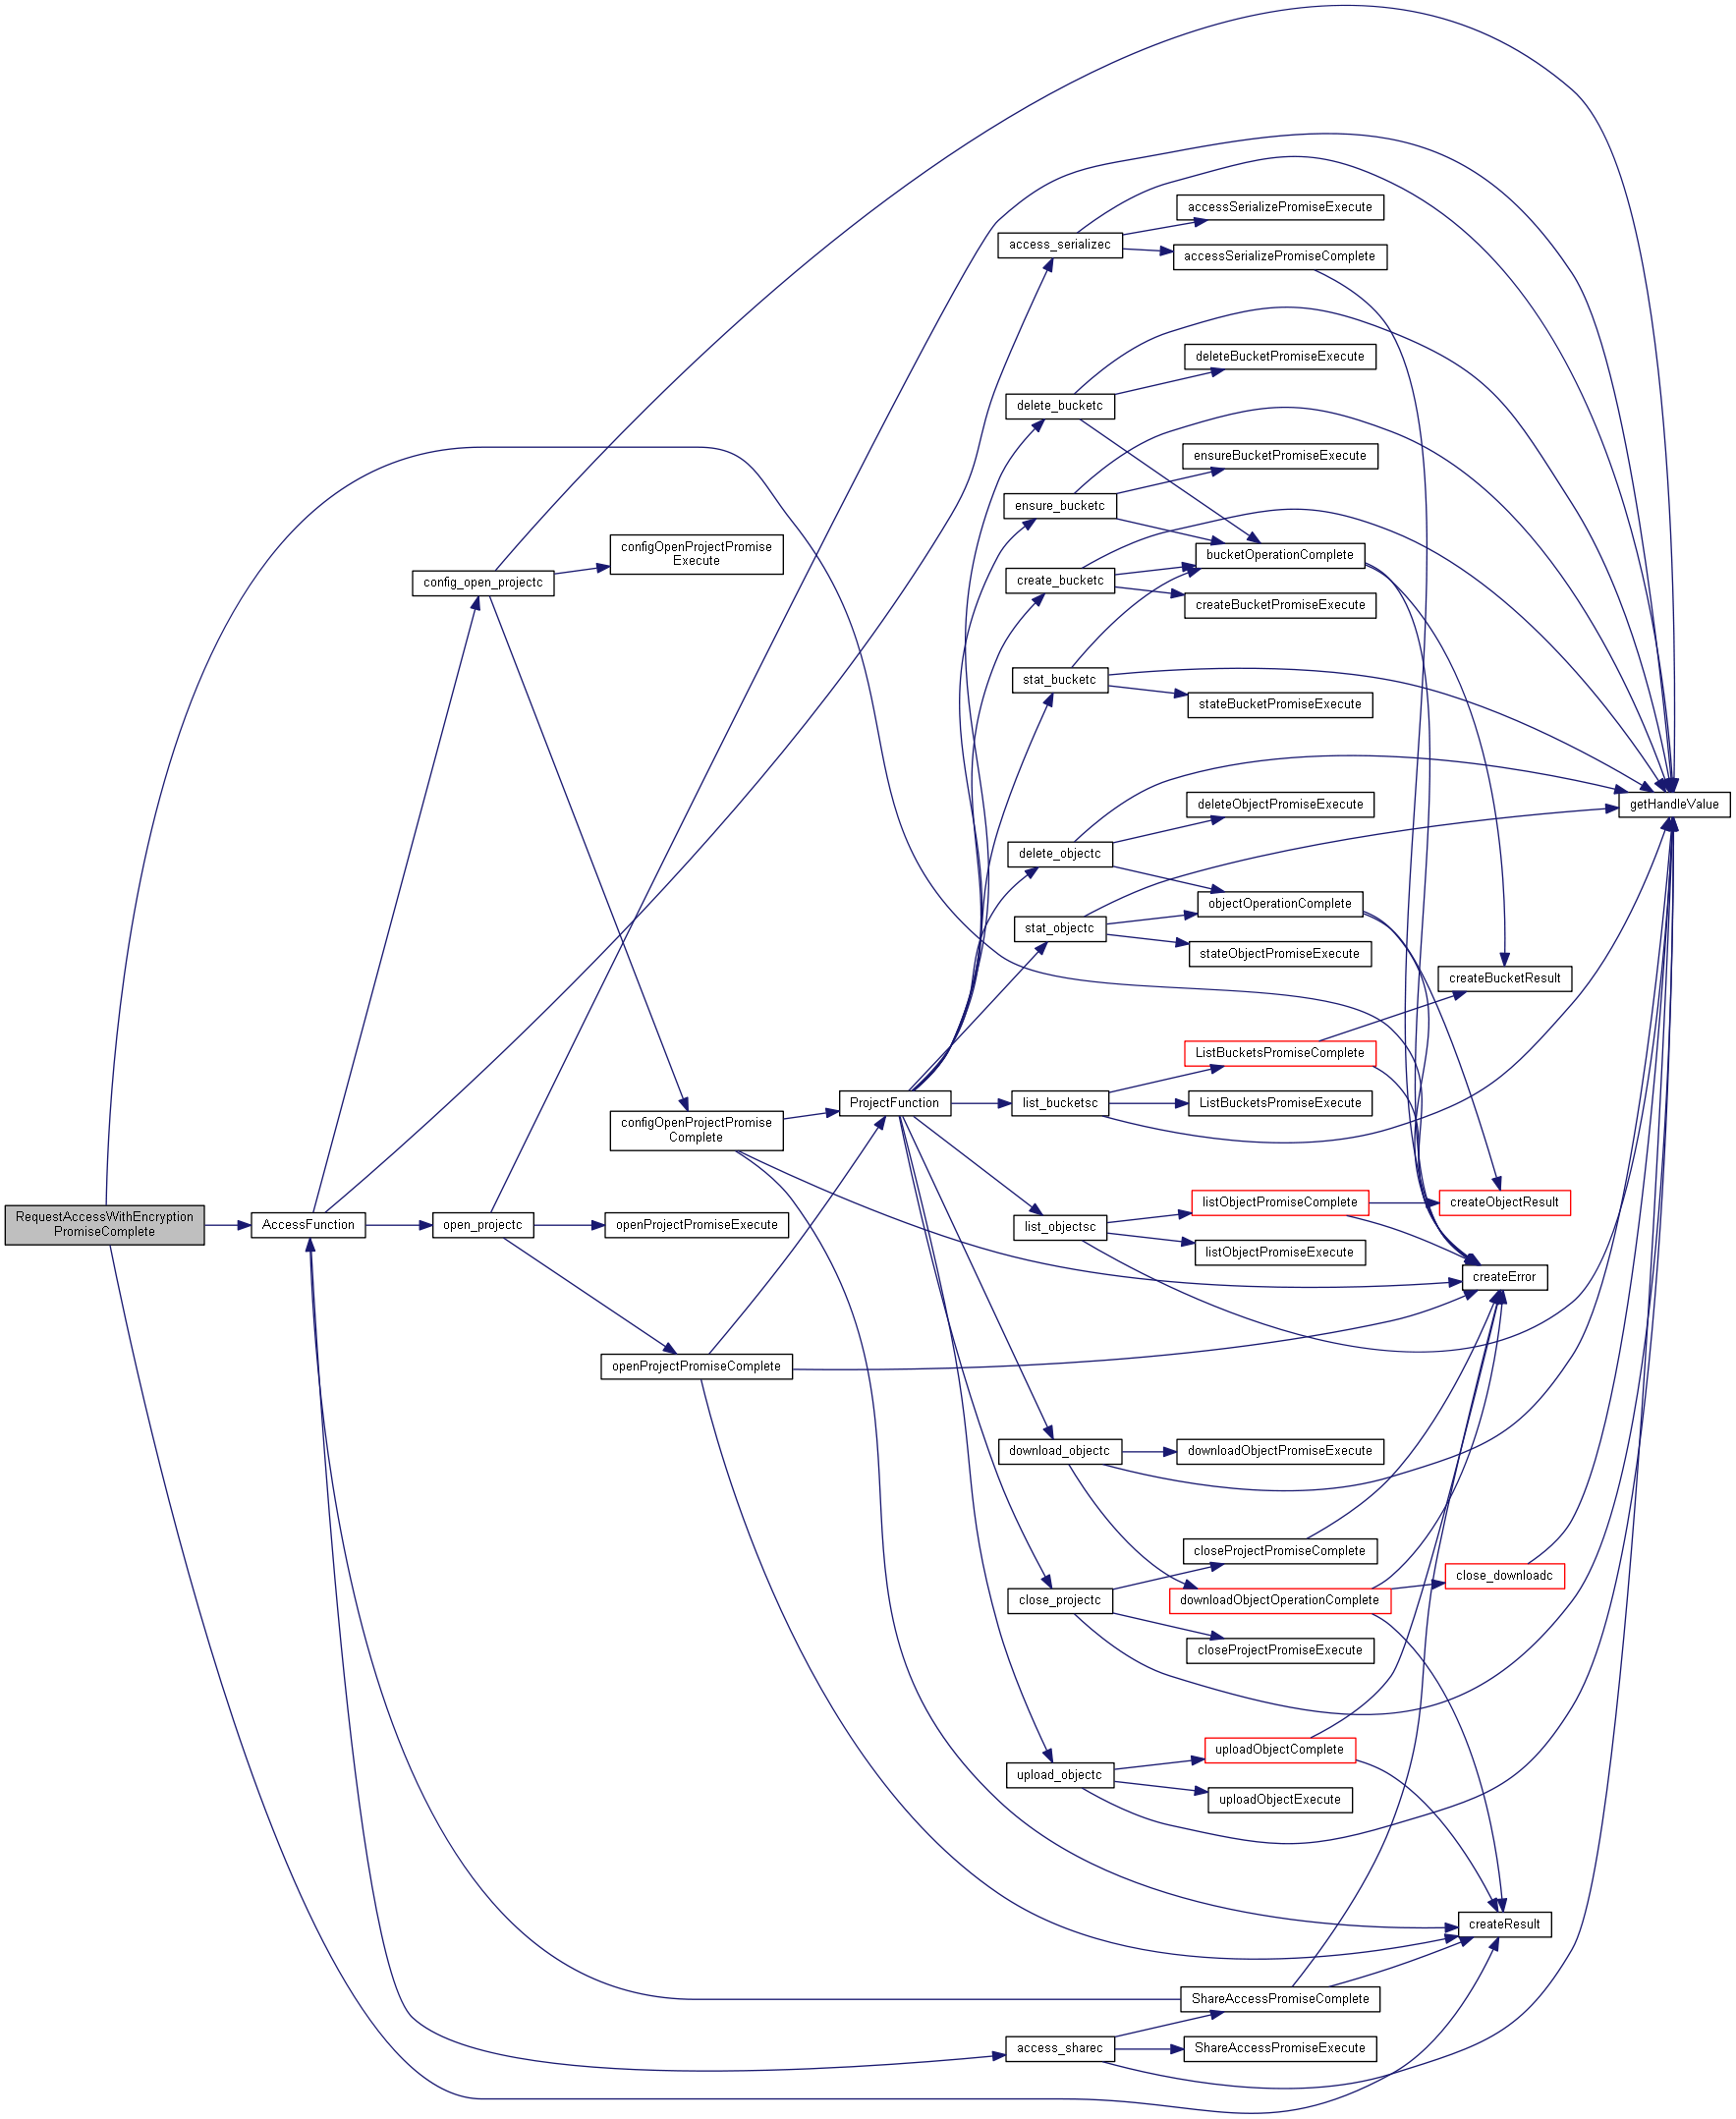 accessSerializePromiseExecute
access_serializec
accessSerializePromiseComplete
deleteBucketPromiseExecute
delete_bucketc
ensureBucketPromiseExecute
ensure_bucketc
configOpenProjectPromise
Execute
bucketOperationComplete
config_open_projectc
create_bucketc
createBucketPromiseExecute
stat_bucketc
stateBucketPromiseExecute
deleteObjectPromiseExecute
getHandleValue
delete_objectc
objectOperationComplete
stat_objectc
stateObjectPromiseExecute
createBucketResult
ListBucketsPromiseComplete
ProjectFunction
list_bucketsc
ListBucketsPromiseExecute
configOpenProjectPromise
Complete
listObjectPromiseComplete
createObjectResult
RequestAccessWithEncryption
PromiseComplete
AccessFunction
open_projectc
openProjectPromiseExecute
list_objectsc
listObjectPromiseExecute
createError
openProjectPromiseComplete
download_objectc
downloadObjectPromiseExecute
closeProjectPromiseComplete
close_downloadc
close_projectc
downloadObjectOperationComplete
closeProjectPromiseExecute
uploadObjectComplete
upload_objectc
uploadObjectExecute
createResult
ShareAccessPromiseComplete
access_sharec
ShareAccessPromiseExecute